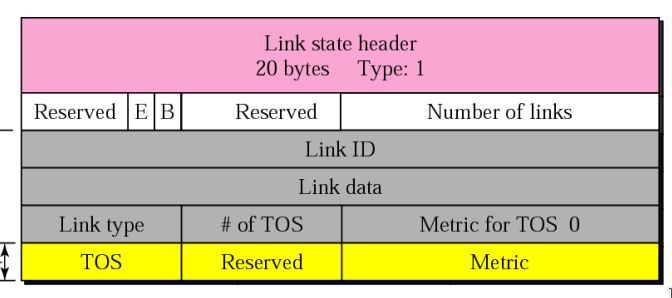 Link state header
20 bytes Type: 1
Reserved E B Reserved Number of links
Link ID
Link data
Link type # of TOS Metric for TOS 0
TOS Reserved Metric